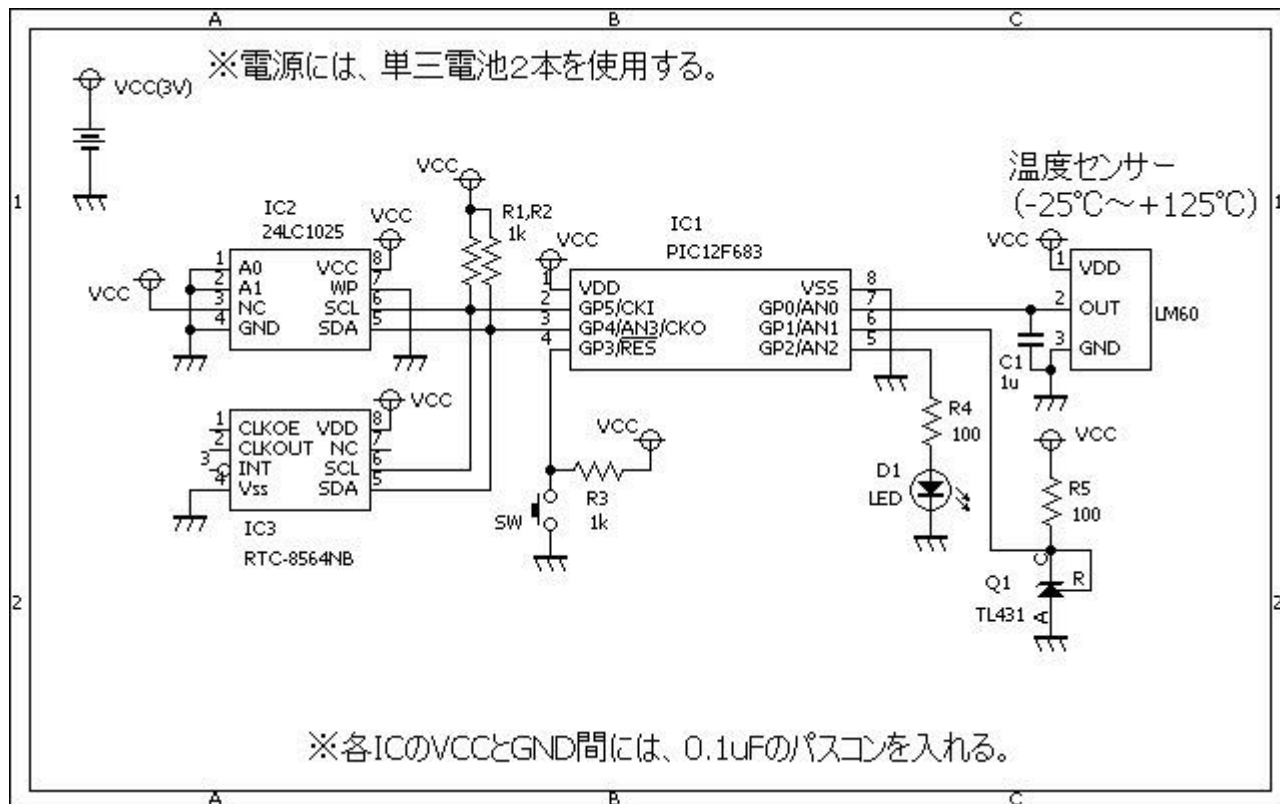 A B C
※電源には、単三電池2本を使用する。
VCC(3V)
温度センサー
(-25℃～+125℃)
1 1
IC2
24LC1025
VCC
VCC
1 A0 VCC 8
2 A1 WP 7
3 NC SCL 6
4 GND SDA 5
VCC
R1,R2
1k
IC1
PIC12F683
VCC
1 VDD VSS 8
2 GP5/CKI GP0/AN0 7
3 GP4/AN3/CKO GP1/AN1 6
4 GP3/RES GP2/AN2 5
VCC
1 VDD
2 OUT
3 GND
LM60
C1
1u
VCC
1 CLKOE VDD 8
2 CLKOUT NC 7
3 INT SCL 6
4 Vss SDA 5
IC3
RTC-8564NB
VCC
R3
1k
SW
R4
100
D1
LED
VCC
R5
100
C
Q1 R
TL431 A
2 2
※各ICのVCCとGND間には、0.1uFのパスコンを入れる。
A B C